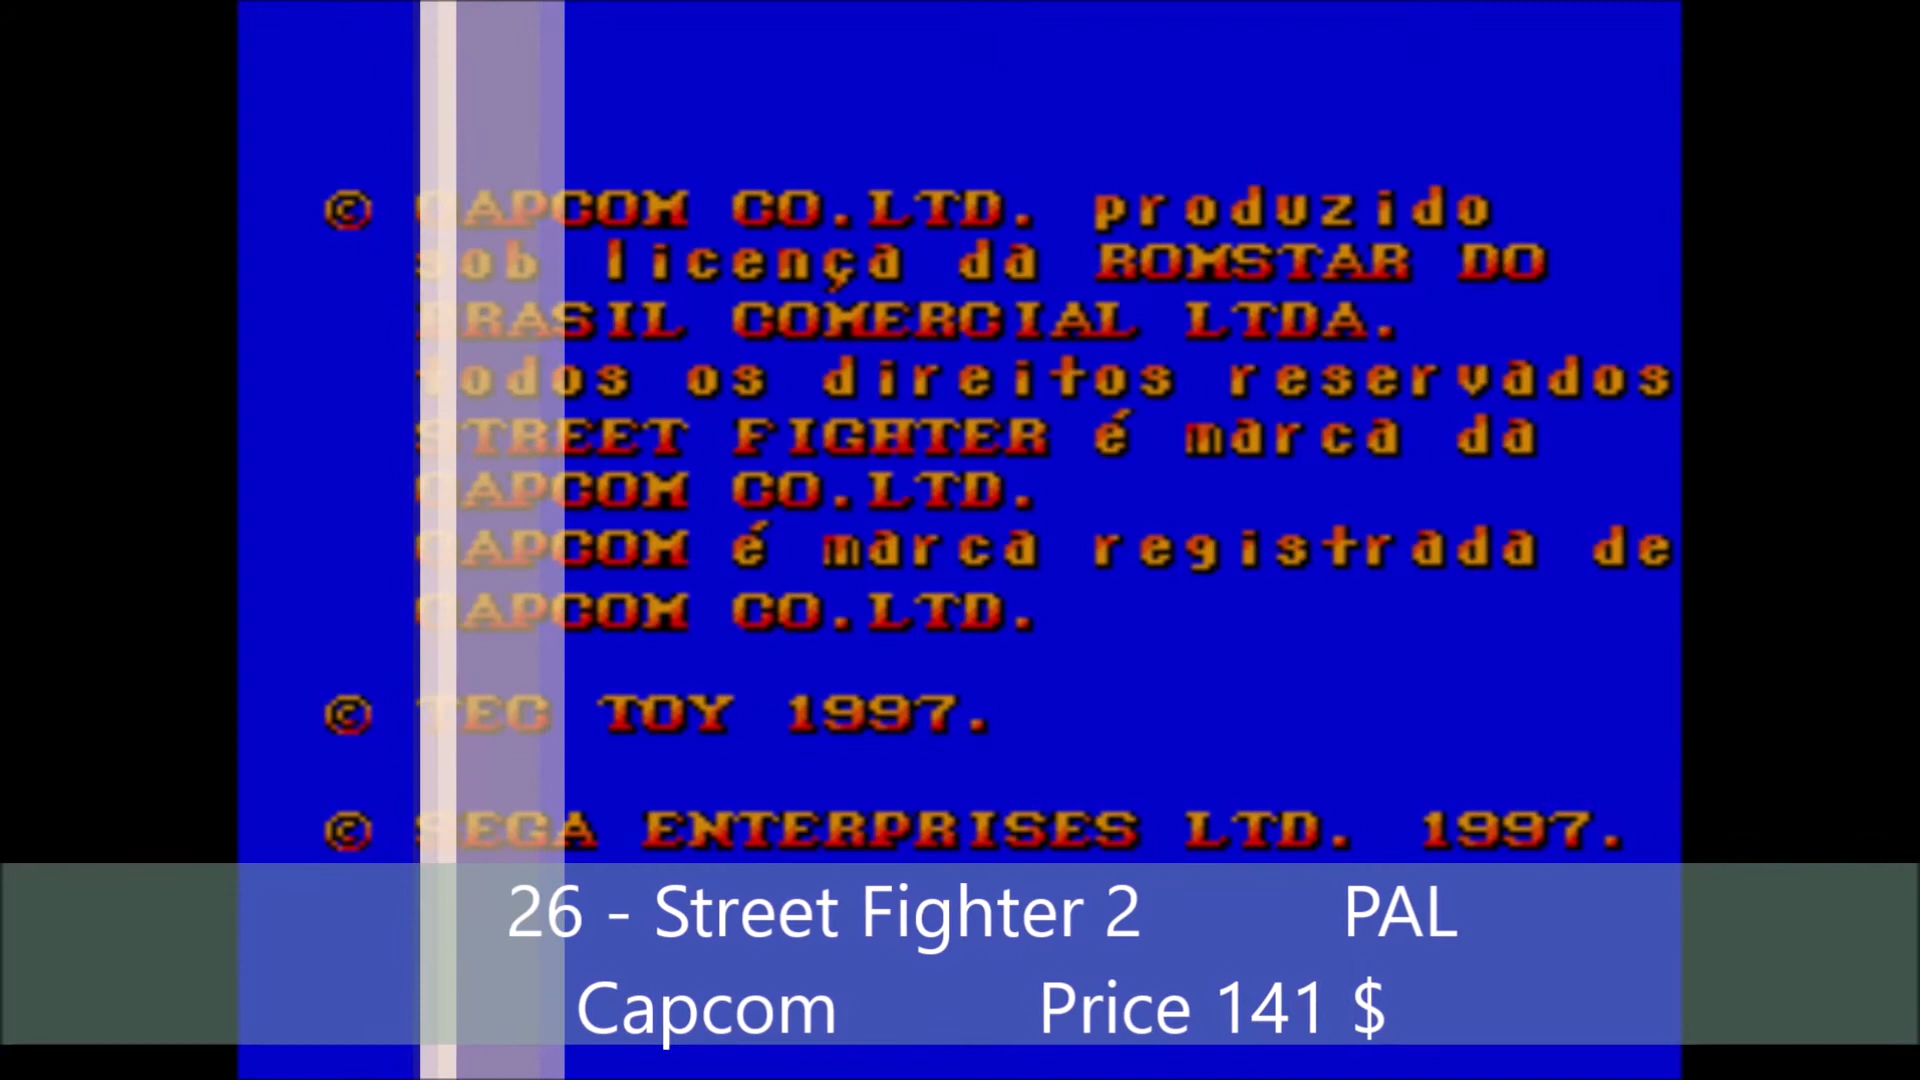 © CAPCOM CO.LTD. produzido
sob licença da ROMSTAR DO
BRASIL COMERCIAL LTDA.
todos os direitos reservados
STREET FIGHTER é marca da
CAPCOM CO.LTD.
CAPCOM é marca registrada de
CAPCOM CO.LTD.
© TEC TOY 1997.
© SEGA ENTERPRISES LTD. 1997.
26 - Street Fighter 2 PAL
Capcom Price 141 $